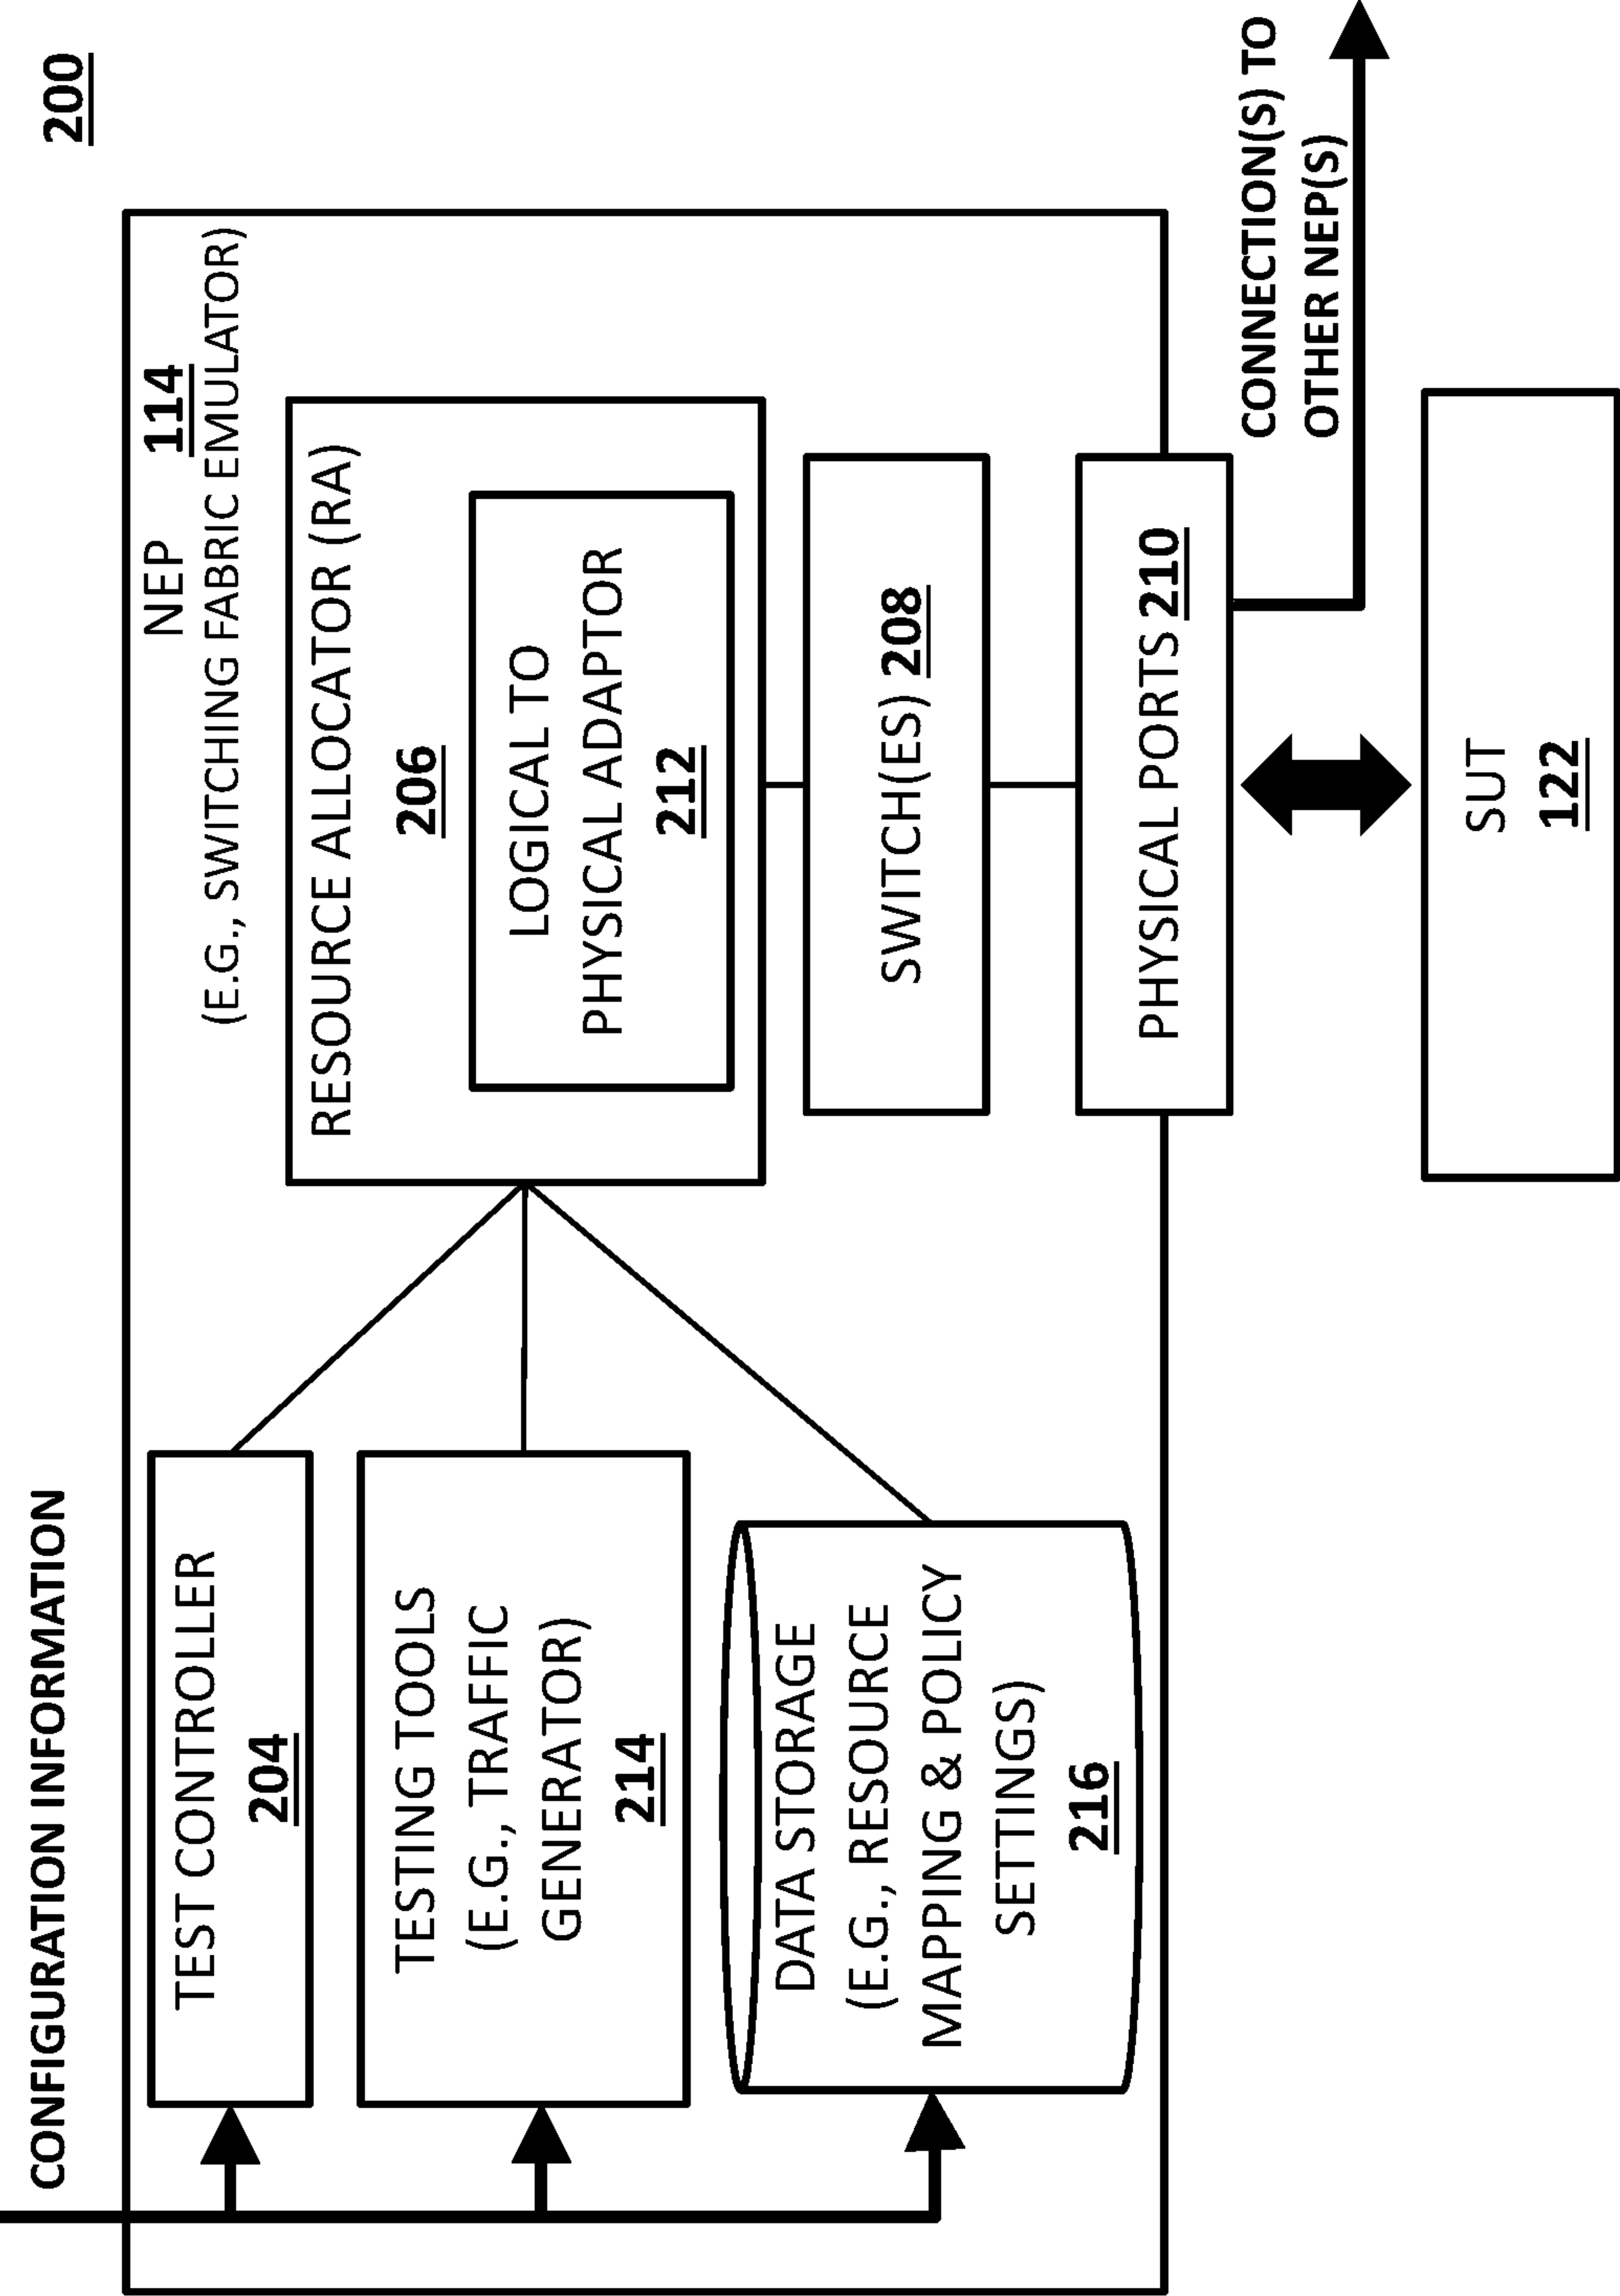 200
CONFIGURATION INFORMATION
NEP 114
(E.G., SWITCHING FABRIC EMULATOR)
TEST CONTROLLER
204
TESTING TOOLS
(E.G., TRAFFIC
GENERATOR)
214
DATA STORAGE
(E.G., RESOURCE
MAPPING & POLICY
SETTINGS)
216
RESOURCE ALLOCATOR (RA)
206
LOGICAL TO
PHYSICAL ADAPTOR
212
SWITCH(ES) 208
PHYSICAL PORTS 210
CONNECTION(S) TO
OTHER NEP(S)
SUT
122